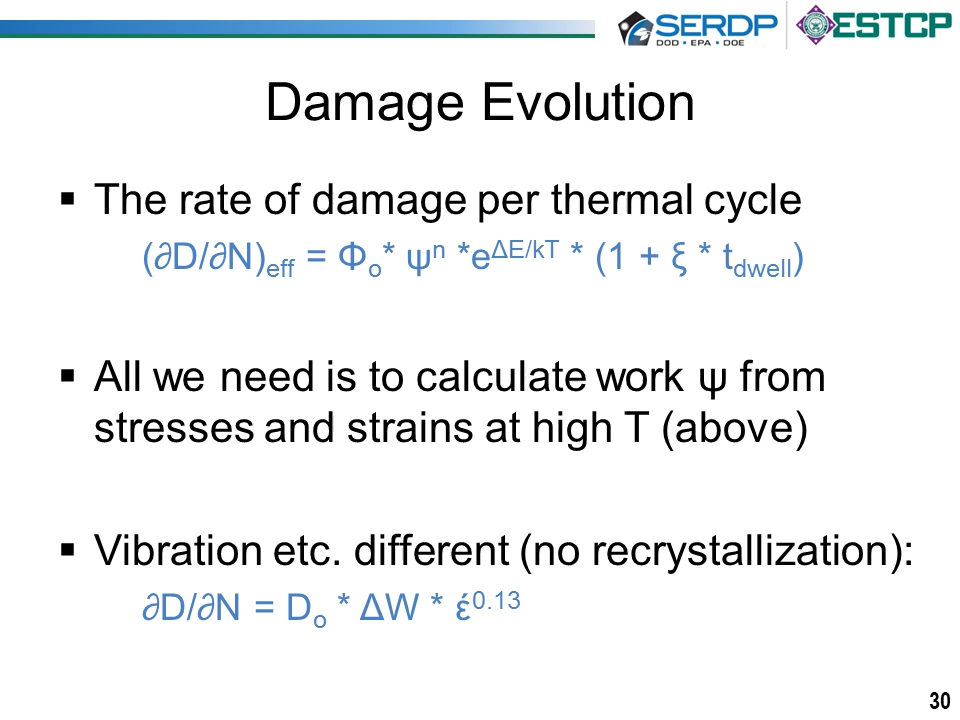 SERDP
DOD • EPA • DOE
ESTCP
Damage Evolution
▪ The rate of damage per thermal cycle
(∂D/∂N)eff = Φo* ψⁿ *e^ΔE/kT * (1 + ξ * tdwell)
▪ All we need is to calculate work ψ from
stresses and strains at high T (above)
▪ Vibration etc. different (no recrystallization):
∂D/∂N = Do * ΔW * έ^0.13
30